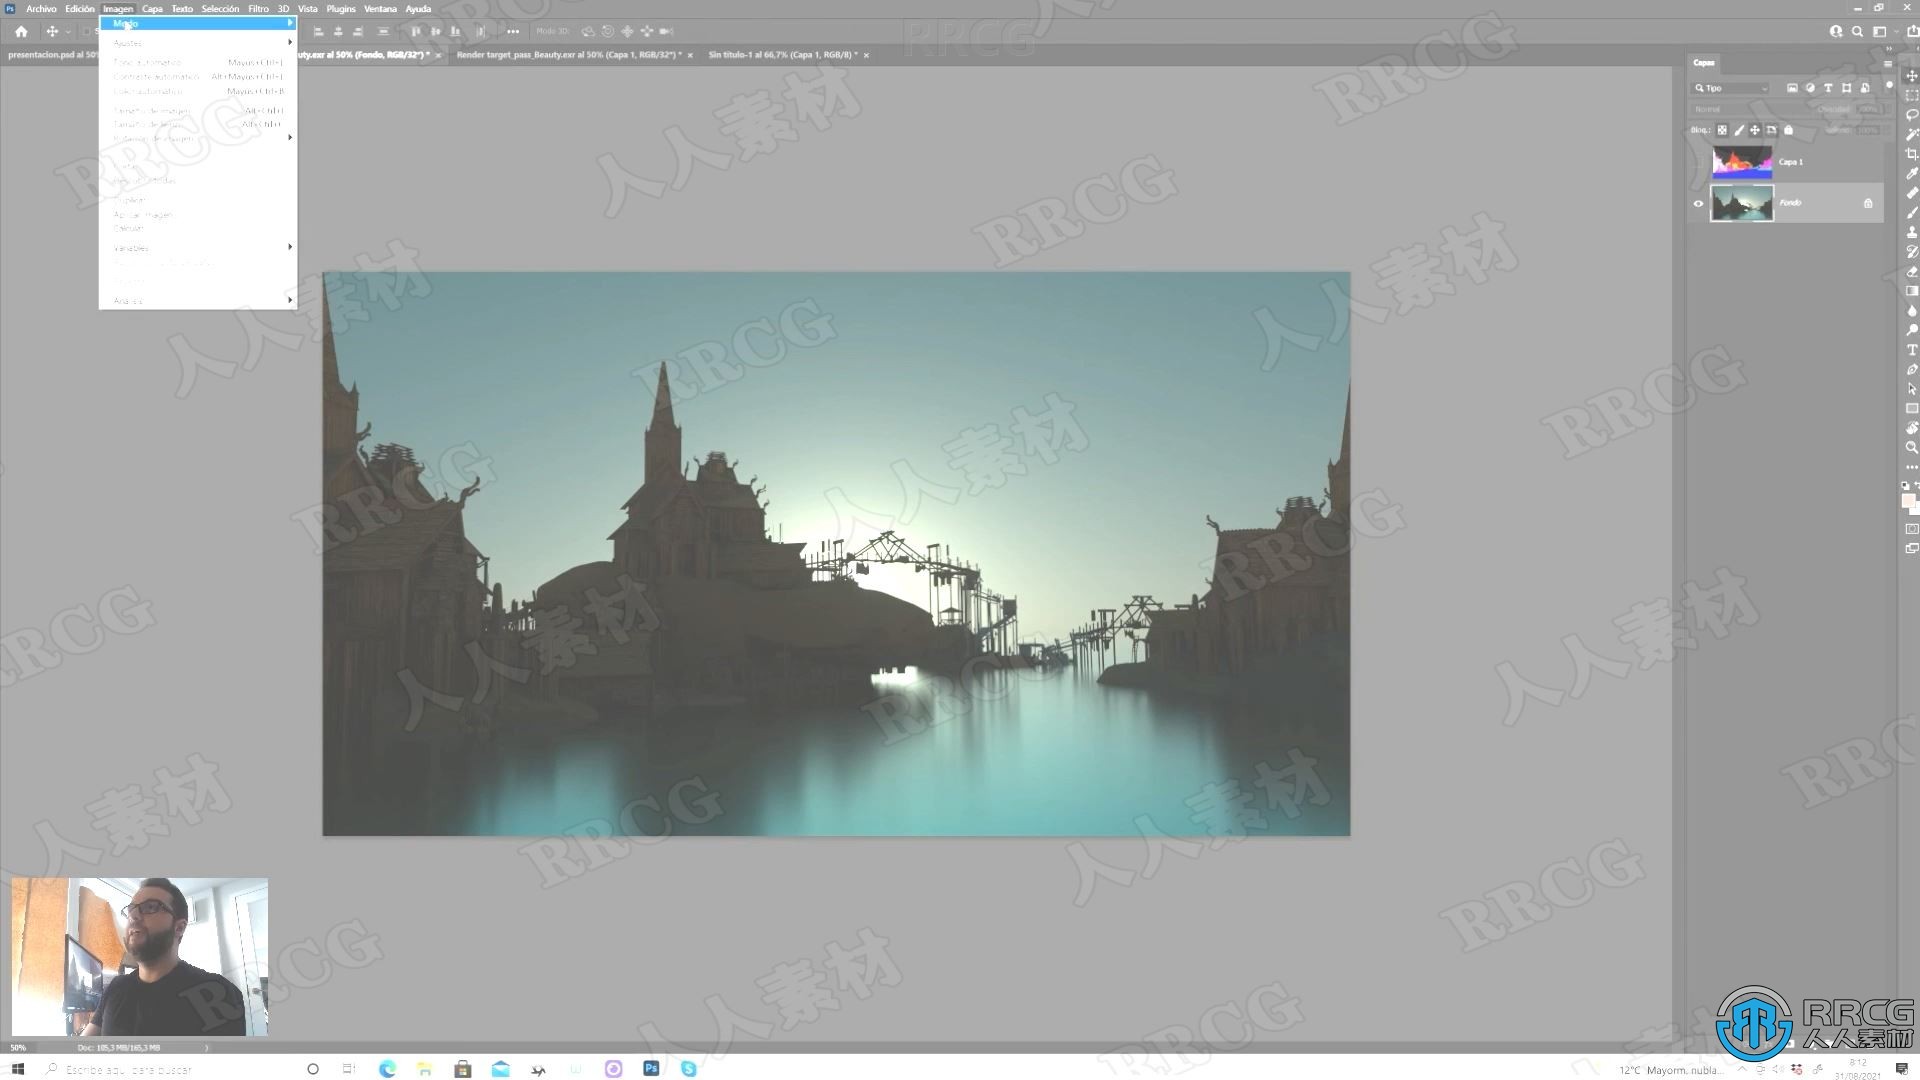 Archivo Edición Imagen Capa Texto Selección Filtro 3D Vista Plugins Ventana Ayuda
Modo
Modo 3D:
presentacion.psd al 50%
uty.exr al 50% (Fondo, RGB/32*) * ×
Render target_pass_Beauty.exr al 50% (Capa 1, RGB/32*) * ×
Sin título-1 al 66,7% (Capa 1, RGB/8) * ×
Ajustes
Tono automático Mayús+Ctrl+L
Contraste automático Alt+Mayús+Ctrl+L
Color automático Mayús+Ctrl+B
Tamaño de imagen Alt+Ctrl+I
Tamaño de lienzo
Rotación de imagen
Duplicar
Aplicar imagen
Calcular
Variables
Análisis
Capas
Tipo
Normal
Opacidad: 100%
Bloq.:
Capa 1
Fondo
50%
Doc: 105,3 MB/165,3 MB
Escribe aquí para buscar
12°C Mayorm. nubla...
8:12
31/08/2021
RRCG
人人素材